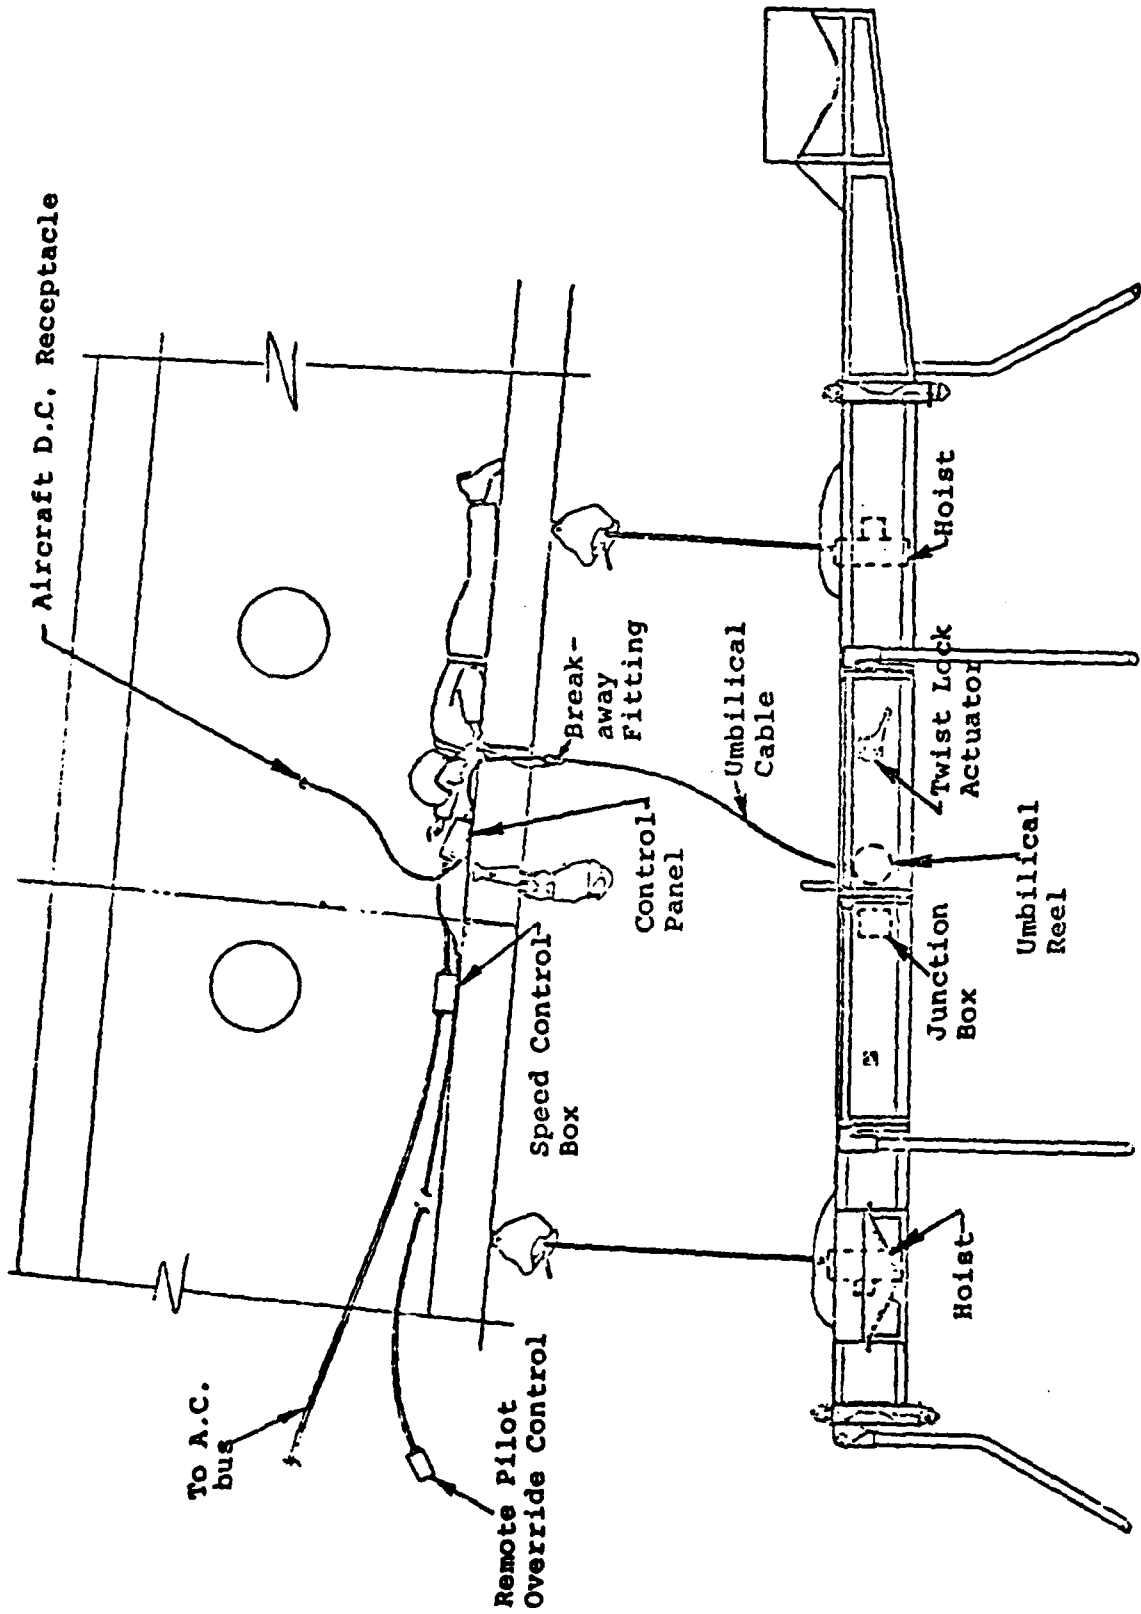 Aircraft D.C. Receptacle
To A.C.
bus
Remote Pilot
Override Control
Speed Control
Box
Control
Panel
Break-
away
Fitting
Umbilical
Cable
Hoist
Junction
Box
Umbilical
Reel
Twist Lock
Actuator
Hoist